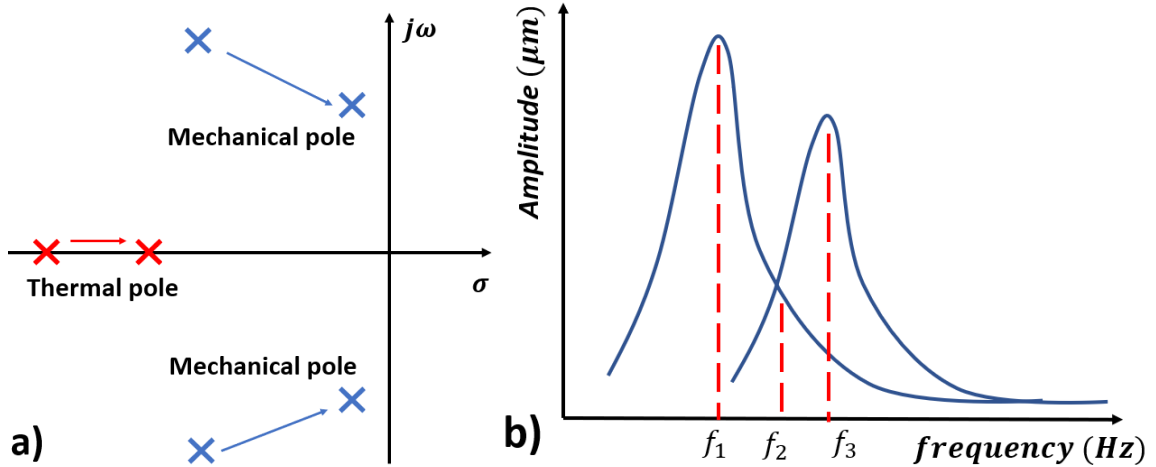 jω
Mechanical pole
Thermal pole
σ
Mechanical pole
a)
Amplitude (μm)
f₁
f₂
f₃
frequency (Hz)
b)